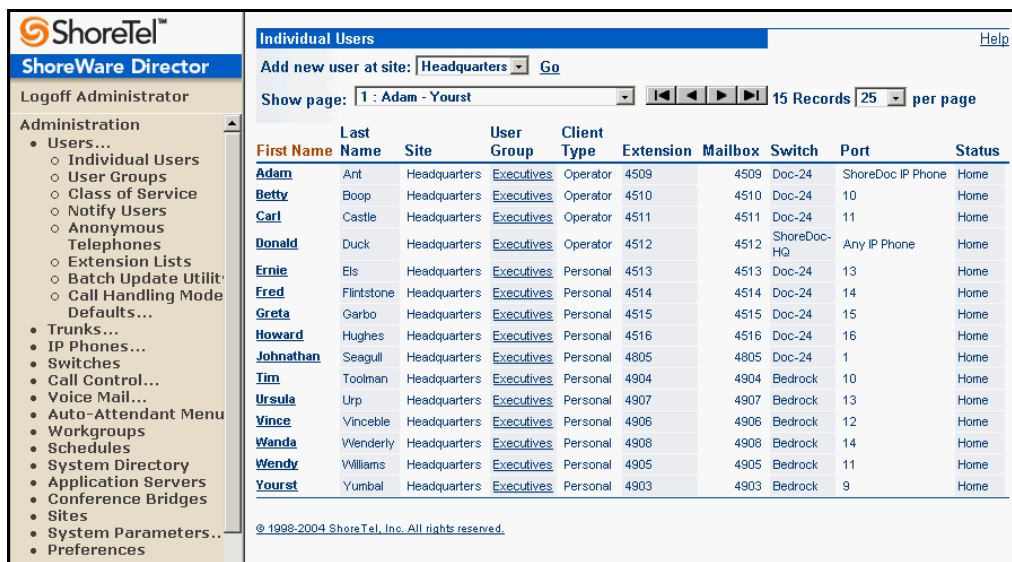 ShoreTel™
ShoreWare Director
Logoff Administrator
Administration
• Users...
○ Individual Users
○ User Groups
○ Class of Service
○ Notify Users
○ Anonymous
Telephones
○ Extension Lists
○ Batch Update Utilit
○ Call Handling Mode
Defaults...
• Trunks...
• IP Phones...
• Switches
• Call Control...
• Voice Mail...
• Auto-Attendant Menu
• Workgroups
• Schedules
• System Directory
• Application Servers
• Conference Bridges
• Sites
• System Parameters..
• Preferences
Individual Users Help
Add new user at site: Headquarters Go
Show page: 1 : Adam - Yourst 15 Records 25 per page
First Name Last Name Site User Group Client Type Extension Mailbox Switch Port Status
Adam Ant Headquarters Executives Operator 4509 4509 Doc-24 ShoreDoc IP Phone Home
Betty Boop Headquarters Executives Operator 4510 4510 Doc-24 10 Home
Carl Castle Headquarters Executives Operator 4511 4511 Doc-24 11 Home
Donald Duck Headquarters Executives Operator 4512 4512 ShoreDoc-HQ Any IP Phone Home
Ernie Els Headquarters Executives Personal 4513 4513 Doc-24 13 Home
Fred Flintstone Headquarters Executives Personal 4514 4514 Doc-24 14 Home
Greta Garbo Headquarters Executives Personal 4515 4515 Doc-24 15 Home
Howard Hughes Headquarters Executives Personal 4516 4516 Doc-24 16 Home
Johnathan Seagull Headquarters Executives Personal 4805 4805 Doc-24 1 Home
Tim Toolman Headquarters Executives Personal 4904 4904 Bedrock 10 Home
Ursula Urp Headquarters Executives Personal 4907 4907 Bedrock 13 Home
Vince Vinceble Headquarters Executives Personal 4906 4906 Bedrock 12 Home
Wanda Wenderly Headquarters Executives Personal 4908 4908 Bedrock 14 Home
Wendy Williams Headquarters Executives Personal 4905 4905 Bedrock 11 Home
Yourst Yumbal Headquarters Executives Personal 4903 4903 Bedrock 9 Home
© 1998-2004 ShoreTel, Inc. All rights reserved.